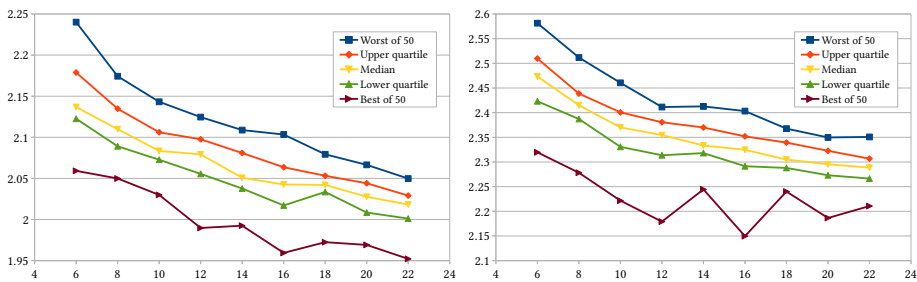 2.25
2.2
2.15
2.1
2.05
2
1.95
4 6 8 10 12 14 16 18 20 22 24
Worst of 50
Upper quartile
Median
Lower quartile
Best of 50
2.6
2.55
2.5
2.45
2.4
2.35
2.3
2.25
2.2
2.15
2.1
4 6 8 10 12 14 16 18 20 22 24
Worst of 50
Upper quartile
Median
Lower quartile
Best of 50